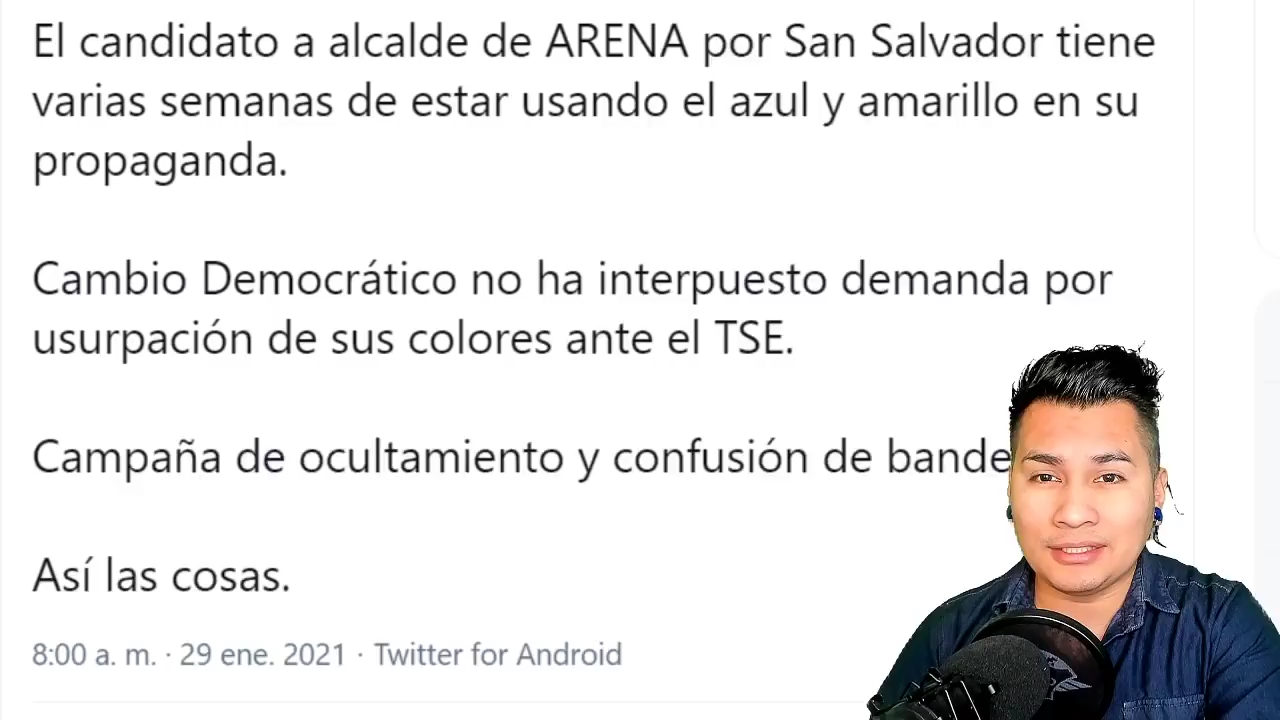 El candidato a alcalde de ARENA por San Salvador tiene
varias semanas de estar usando el azul y amarillo en su
propaganda.
Cambio Democrático no ha interpuesto demanda por
usurpación de sus colores ante el TSE.
Campaña de ocultamiento y confusión de
Así las cosas.
8:00 a. m. · 29 ene. 2021 · Twitter for Android